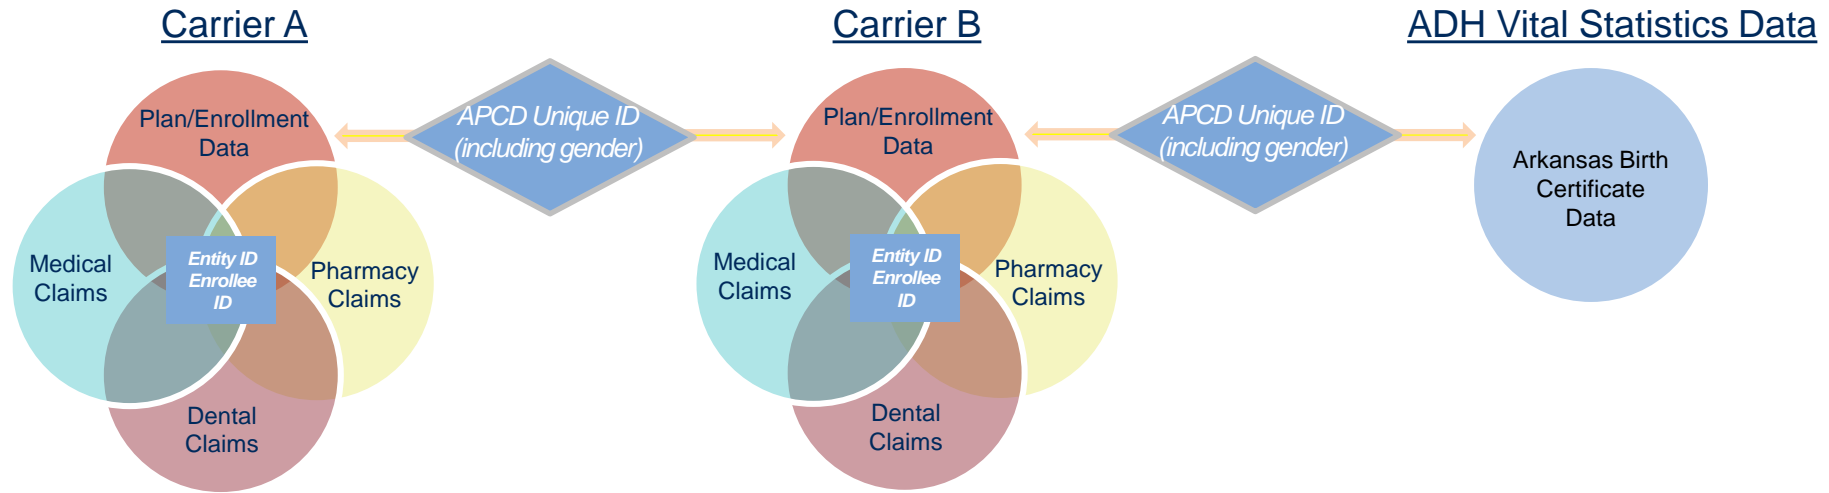 Carrier A
Carrier B
ADH Vital Statistics Data
Plan/Enrollment
Data
Medical
Claims
Entity ID
Enrollee
ID
Pharmacy
Claims
Dental
Claims
APCD Unique ID
(including gender)
Plan/Enrollment
Data
Medical
Claims
Entity ID
Enrollee
ID
Pharmacy
Claims
Dental
Claims
APCD Unique ID
(including gender)
Arkansas Birth
Certificate
Data